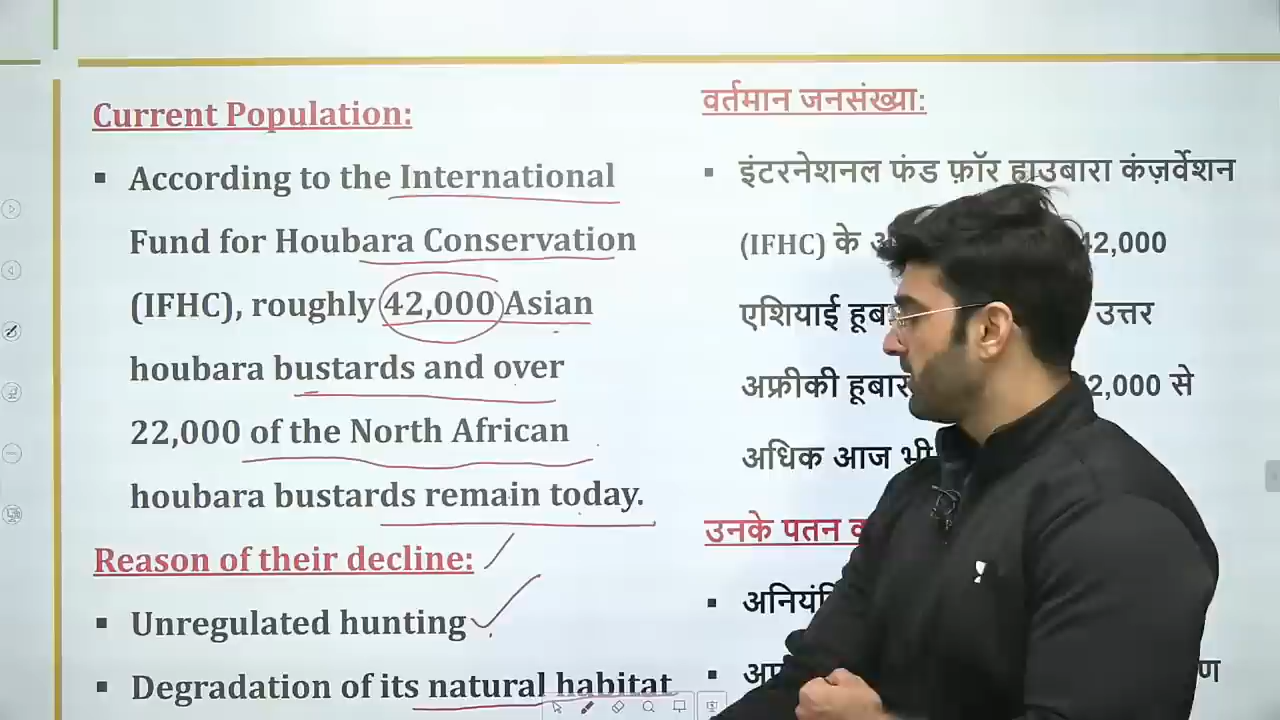 Current Population:
▪ According to the International
Fund for Houbara Conservation
(IFHC), roughly 42,000 Asian
houbara bustards and over
22,000 of the North African
houbara bustards remain today.
Reason of their decline:
▪ Unregulated hunting
▪ Degradation of its natural habitat
वर्तमान जनसंख्या:
▪ इंटरनेशनल फंड फ़ॉर हाउबारा कंज़र्वेशन
(IFHC) के 42,000
एशियाई उत्तर
अफ्रीकी से
अधिक आज भी
उनके पतन